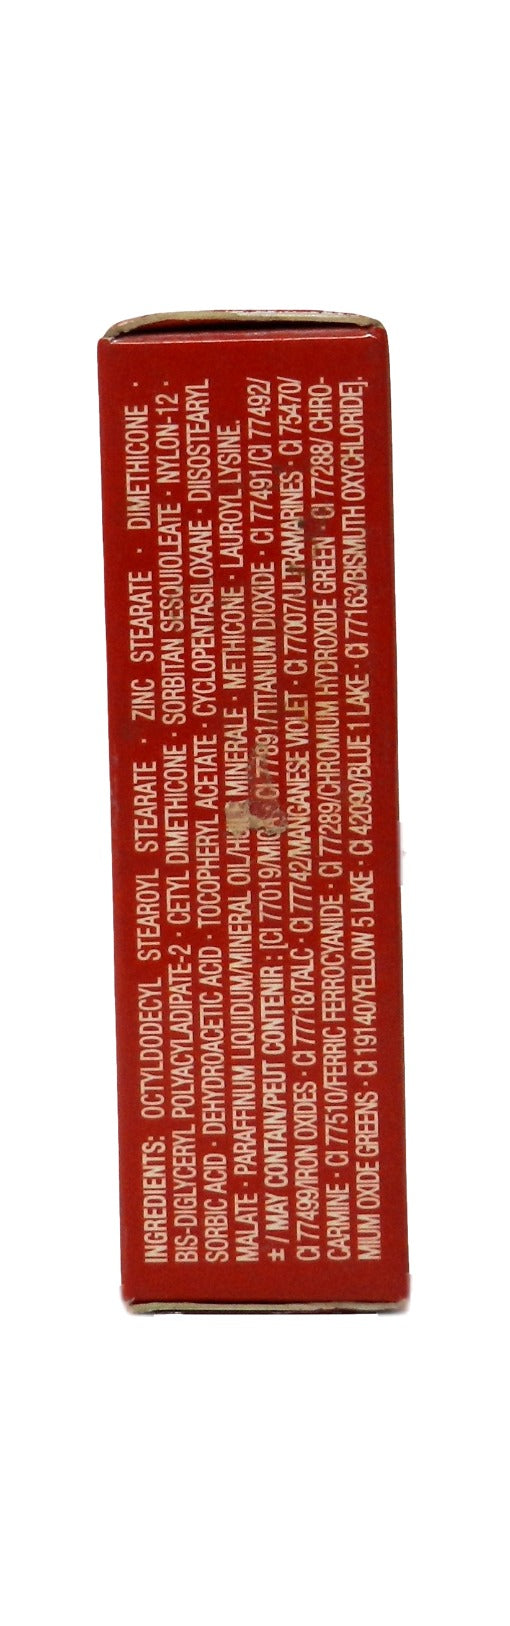 INGREDIENTS: OCTYLDODECYL STEAROYL STEARATE · ZINC STEARATE · DIMETHICONE ·
BIS-DIGLYCERYL POLYACYLADIPATE-2 · CETYL DIMETHICONE · SORBITAN SESQUIOLEATE · NYLON-12 ·
SORBIC ACID · DEHYDROACETIC ACID · TOCOPHERYL ACETATE · CYCLOPENTASILOXANE · DIISOSTEARYL
MALATE · PARAFFINUM LIQUIDUM/MINERAL OIL/HUILE MINERALE · METHICONE · LAUROYL LYSINE.
± / MAY CONTAIN/PEUT CONTENIR : [CI 77019/MICA · CI 77891/TITANIUM DIOXIDE · CI 77491/CI 77492/
CI 77499/IRON OXIDES · CI 77718/TALC · CI 77742/MANGANESE VIOLET · CI 77007/ULTRAMARINES · CI 75470/
CARMINE · CI 77510/FERRIC FERROCYANIDE · CI 77289/CHROMIUM HYDROXIDE GREEN · CI 77288/ CHRO-
MIUM OXIDE GREENS · CI 19140/YELLOW 5 LAKE · CI 42090/BLUE 1 LAKE · CI 77163/BISMUTH OXYCHLORIDE].